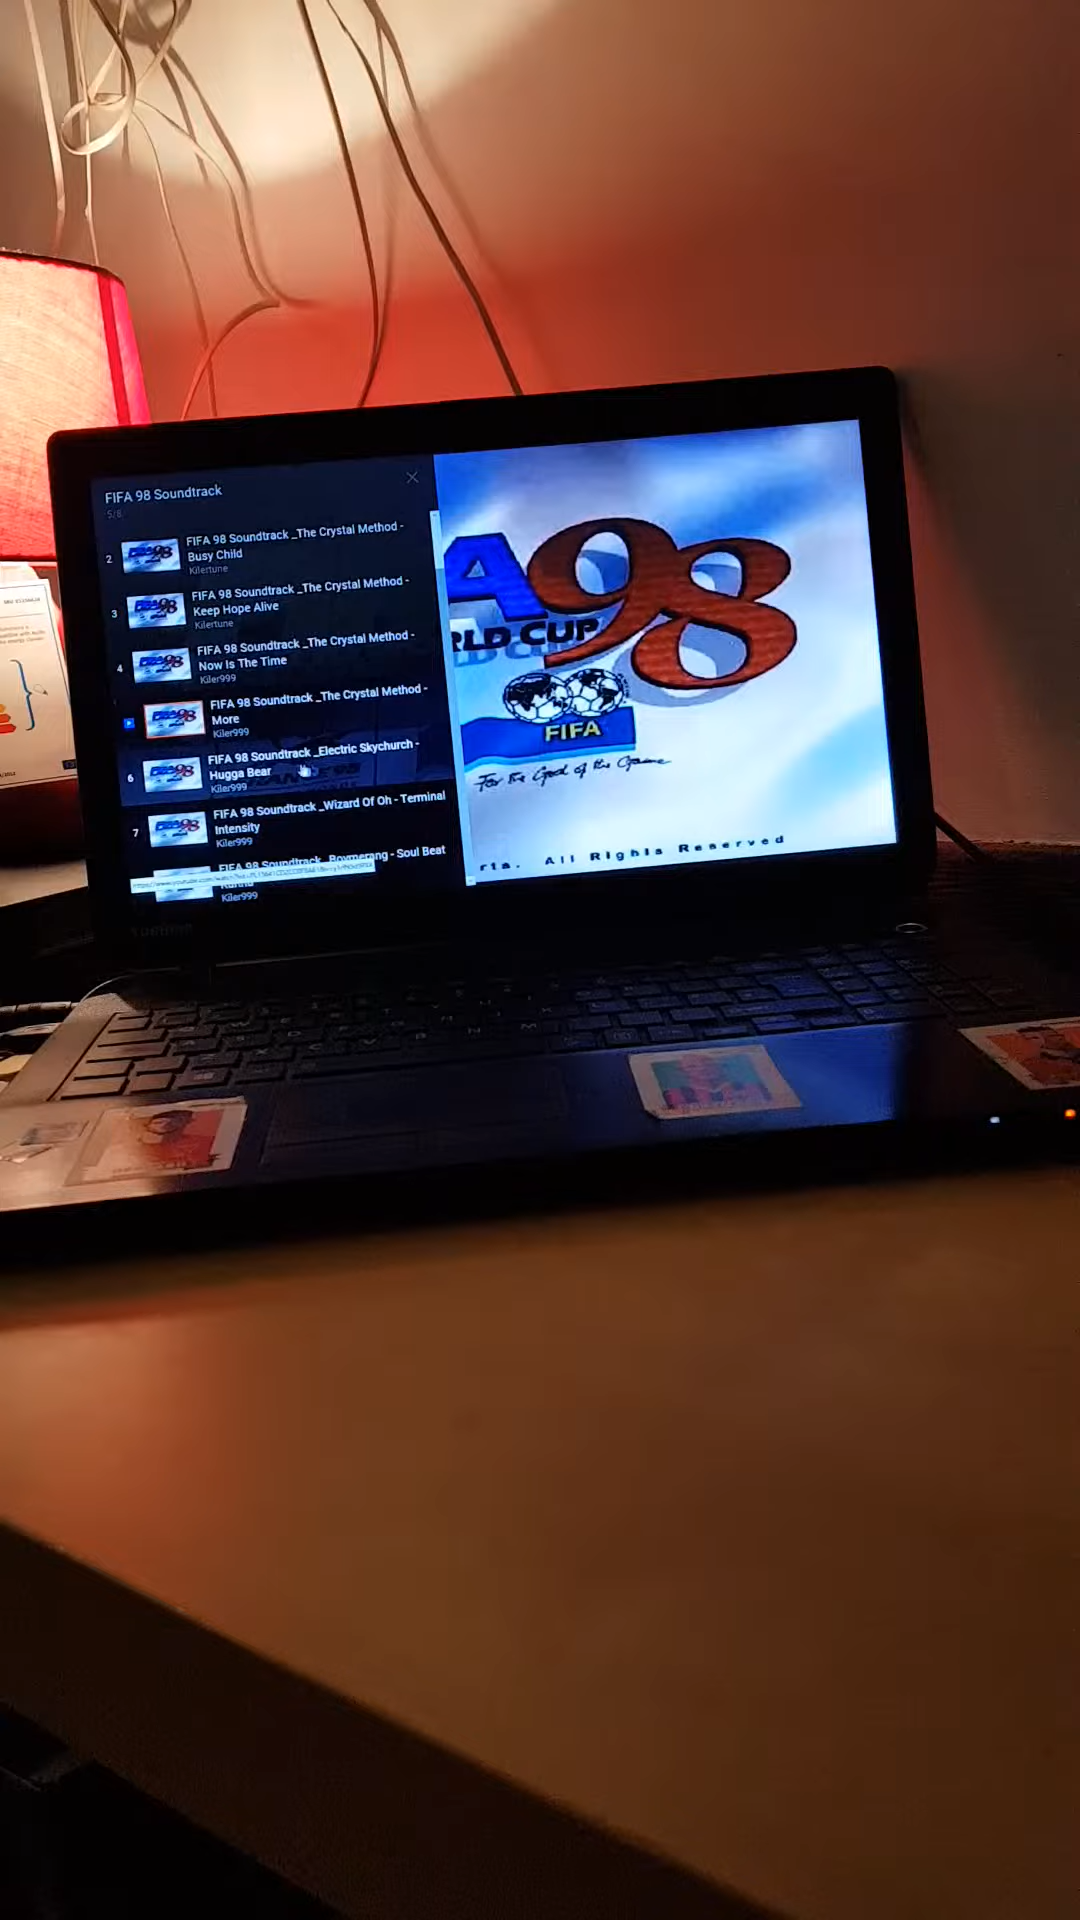 FIFA 98 Soundtrack
5/8
2
FIFA 98 Soundtrack _The Crystal Method -
Busy Child
Kilertune
3
FIFA 98 Soundtrack _The Crystal Method -
Keep Hope Alive
Kilertune
4
FIFA 98 Soundtrack _The Crystal Method -
Now Is The Time
Kiler999
FIFA 98 Soundtrack _The Crystal Method -
More
Kiler999
6
FIFA 98 Soundtrack _Electric Skychurch -
Hugga Bear
Kiler999
7
FIFA 98 Soundtrack _Wizard Of Oh - Terminal
Intensity
Kiler999
FIFA 98 Soundtrack _Boymerang - Soul Beat
Runna
Kiler999
A 98
RLD CUP
FIFA
For the Good of the Game
ria. All Rights Reserved